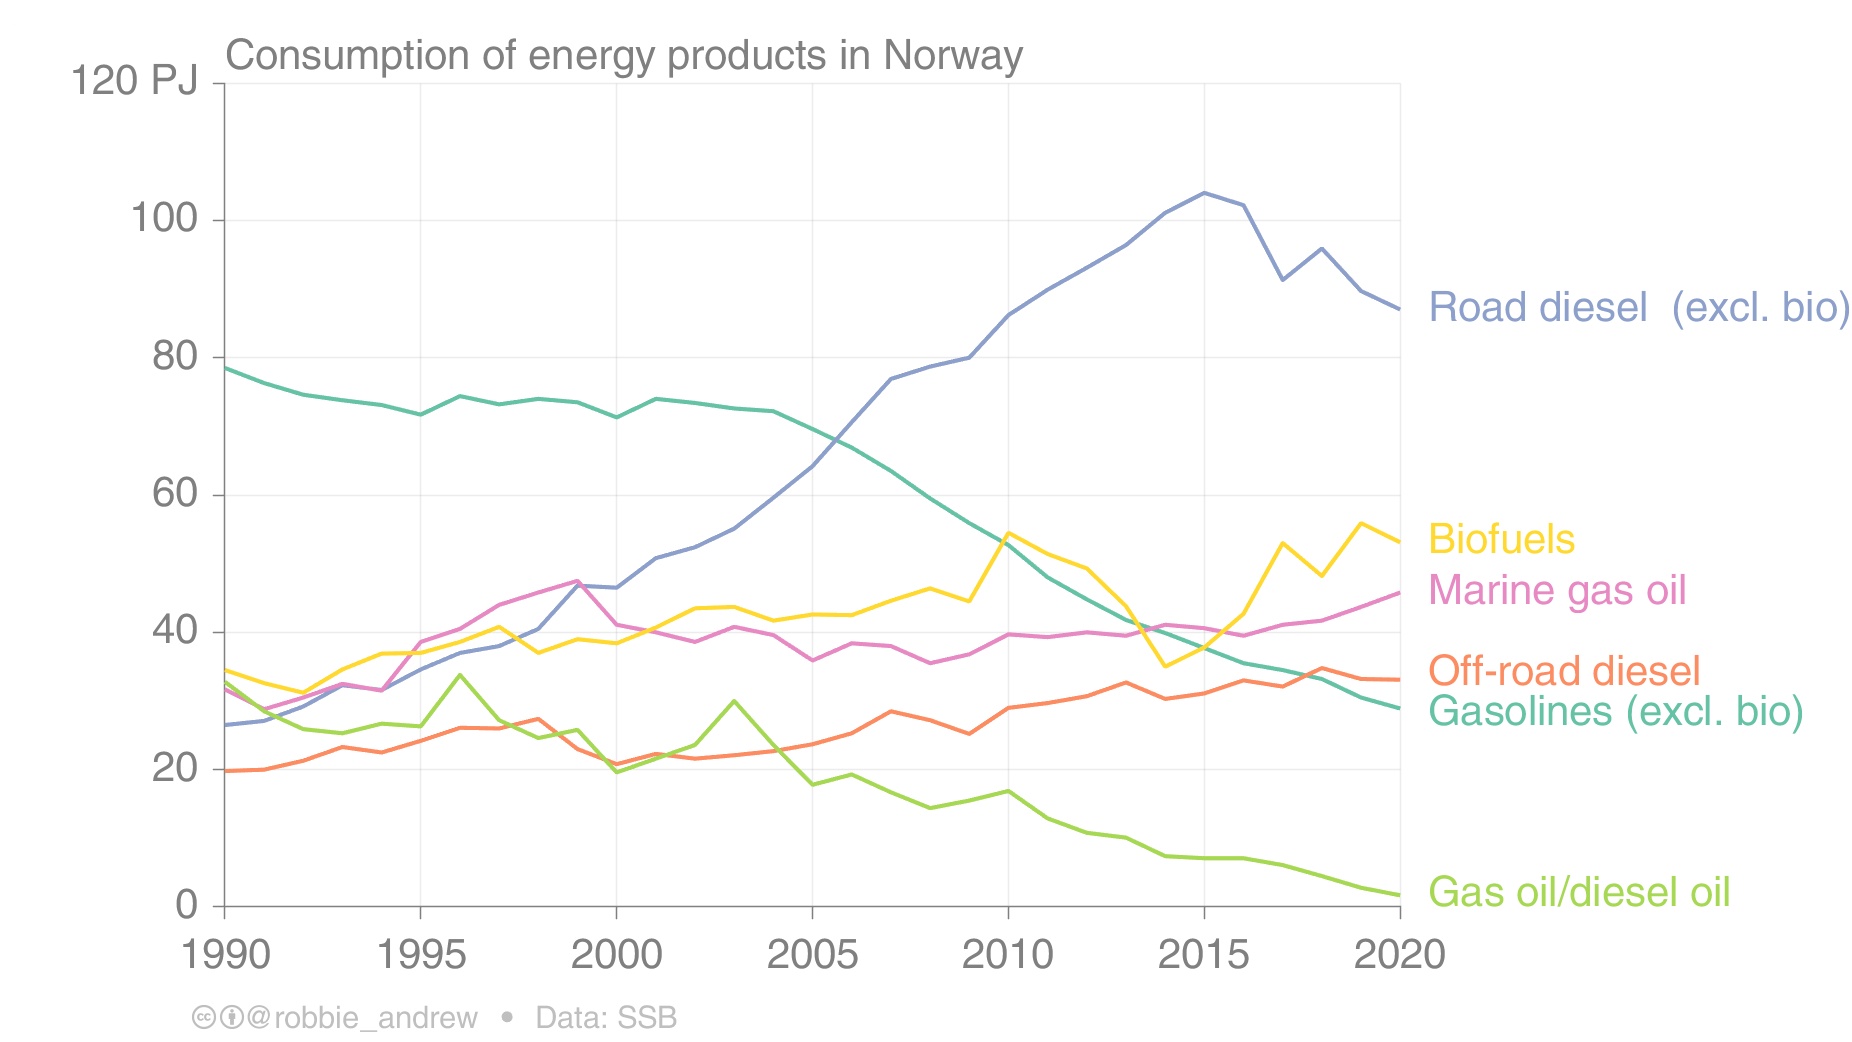 Consumption of energy products in Norway
120 PJ
100
80
60
40
20
0
1990 1995 2000 2005 2010 2015 2020
Road diesel (excl. bio)
Biofuels
Marine gas oil
Off-road diesel
Gasolines (excl. bio)
Gas oil/diesel oil
cc @robbie_andrew • Data: SSB